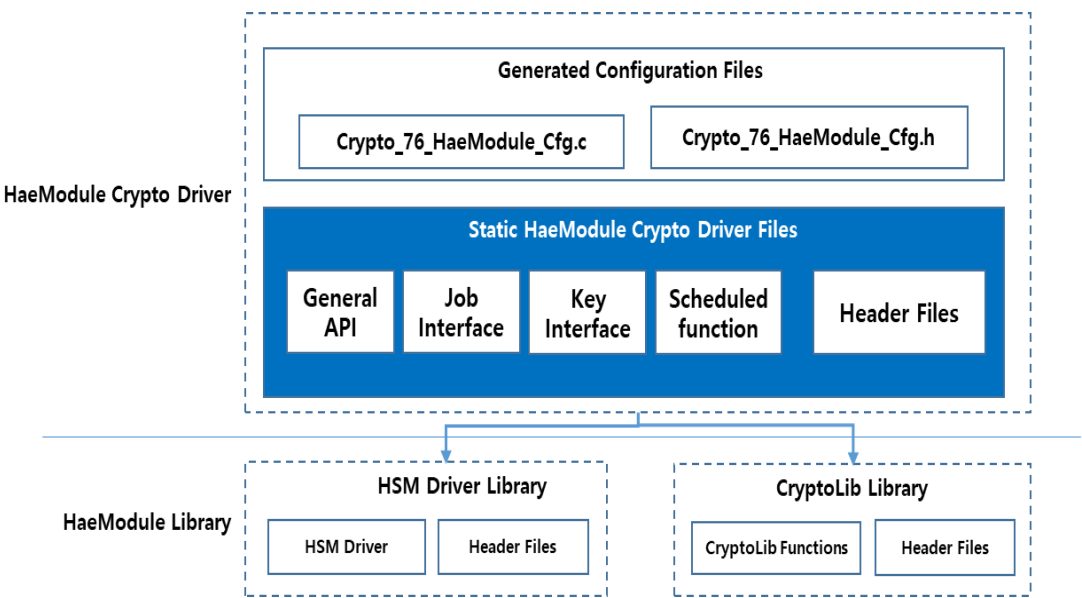 Generated Configuration Files
Crypto_76_HaeModule_Cfg.c
Crypto_76_HaeModule_Cfg.h
HaeModule Crypto Driver
Static HaeModule Crypto Driver Files
General
API
Job
Interface
Key
Interface
Scheduled
function
Header Files
HSM Driver Library
CryptoLib Library
HaeModule Library
HSM Driver
Header Files
CryptoLib Functions
Header Files